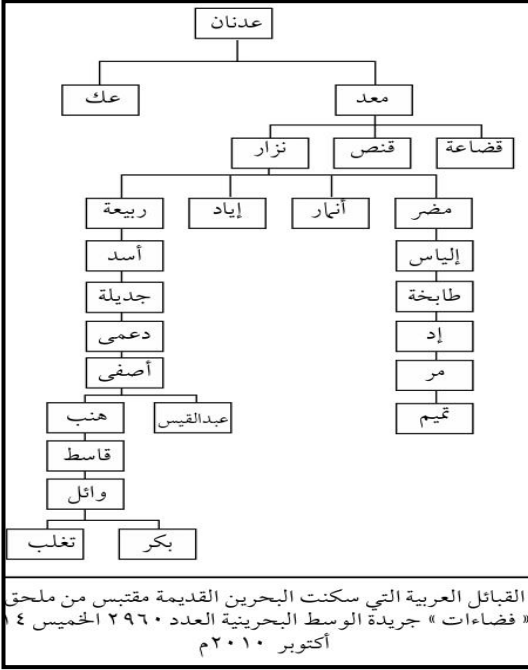 عدنان
معد
عك
قضاعة
قنص
نزار
مضر
أنمار
إياد
ربيعة
إلياس
أسد
طابخة
جديلة
إد
دعمى
مر
أصفى
تميم
عبدالقيس
هنب
قاسط
وائل
بكر
تغلب
القبائل العربية التي سكنت البحرين القديمة مقتبس من ملحق
« فضاءات » جريدة الوسط البحرينية العدد ٢٩٦٠ الخميس ١٤
أكتوبر ٢٠١٠م